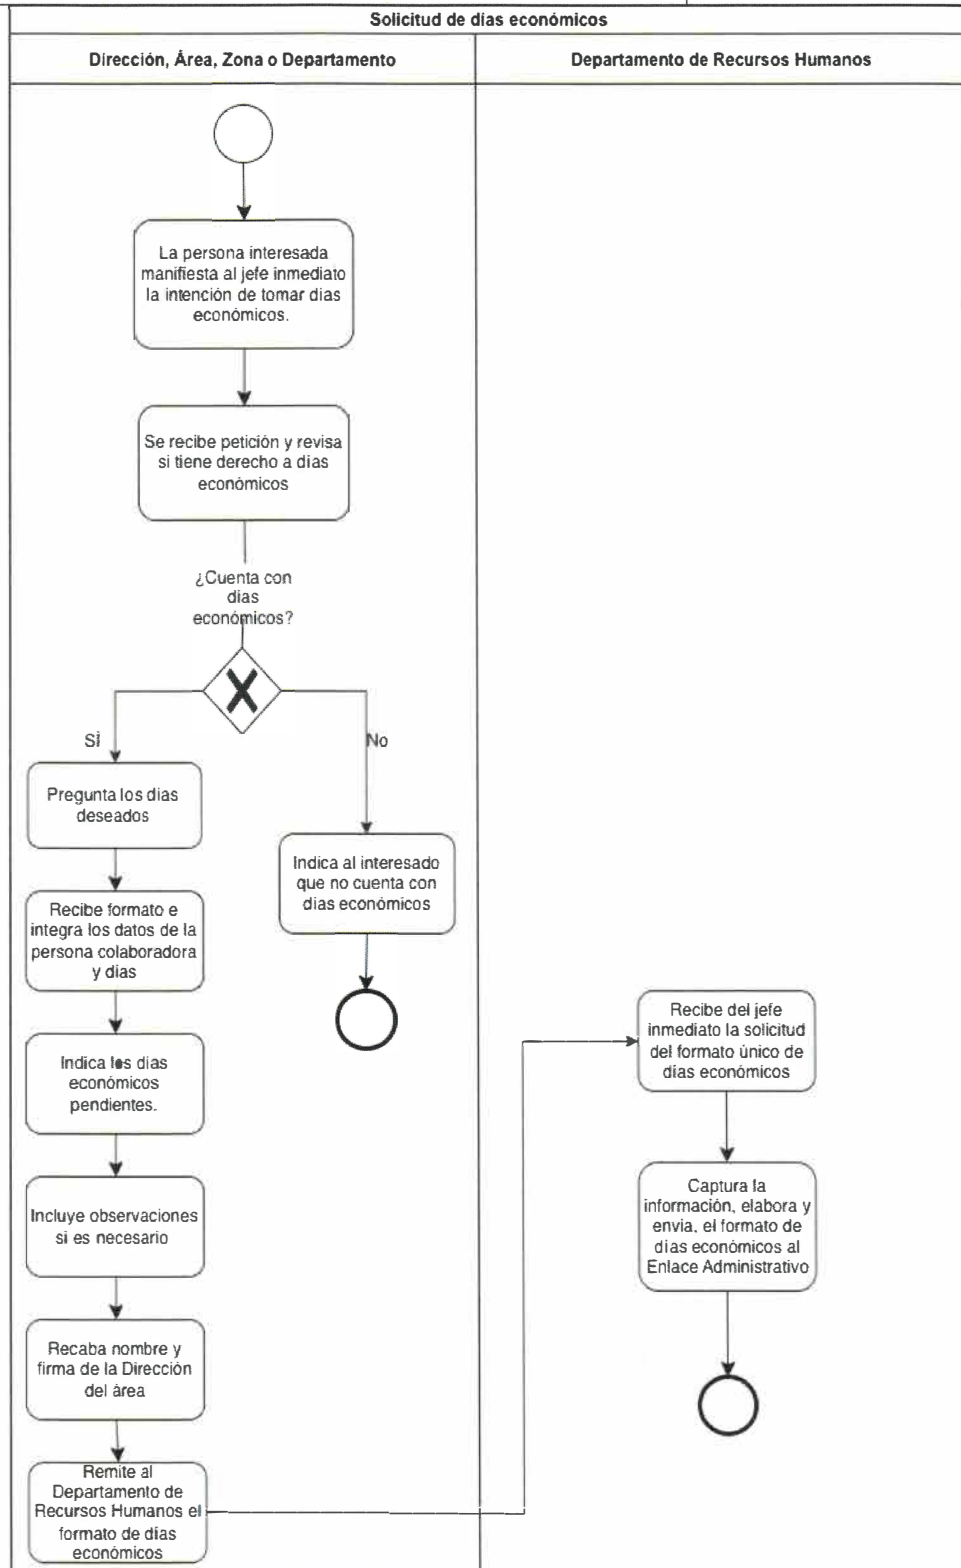 Solicitud de días económicos
Dirección, Área, Zona o Departamento
Departamento de Recursos Humanos
La persona interesada
manifiesta al jefe inmediato
la intención de tomar días
económicos.
Se recibe petición y revisa
si tiene derecho a días
económicos
¿Cuenta con
días
económicos?
SÍ
No
Pregunta los días
deseados
Indica al interesado
que no cuenta con
días económicos
Recibe formato e
integra los datos de la
persona colaboradora
y días
Indica los días
económicos
pendientes.
Incluye observaciones
si es necesario
Recaba nombre y
firma de la Dirección
del área
Remite al
Departamento de
Recursos Humanos el
formato de días
económicos
Recibe del jefe
inmediato la solicitud
del formato único de
días económicos
Captura la
información, elabora y
envía, el formato de
días económicos al
Enlace Administrativo